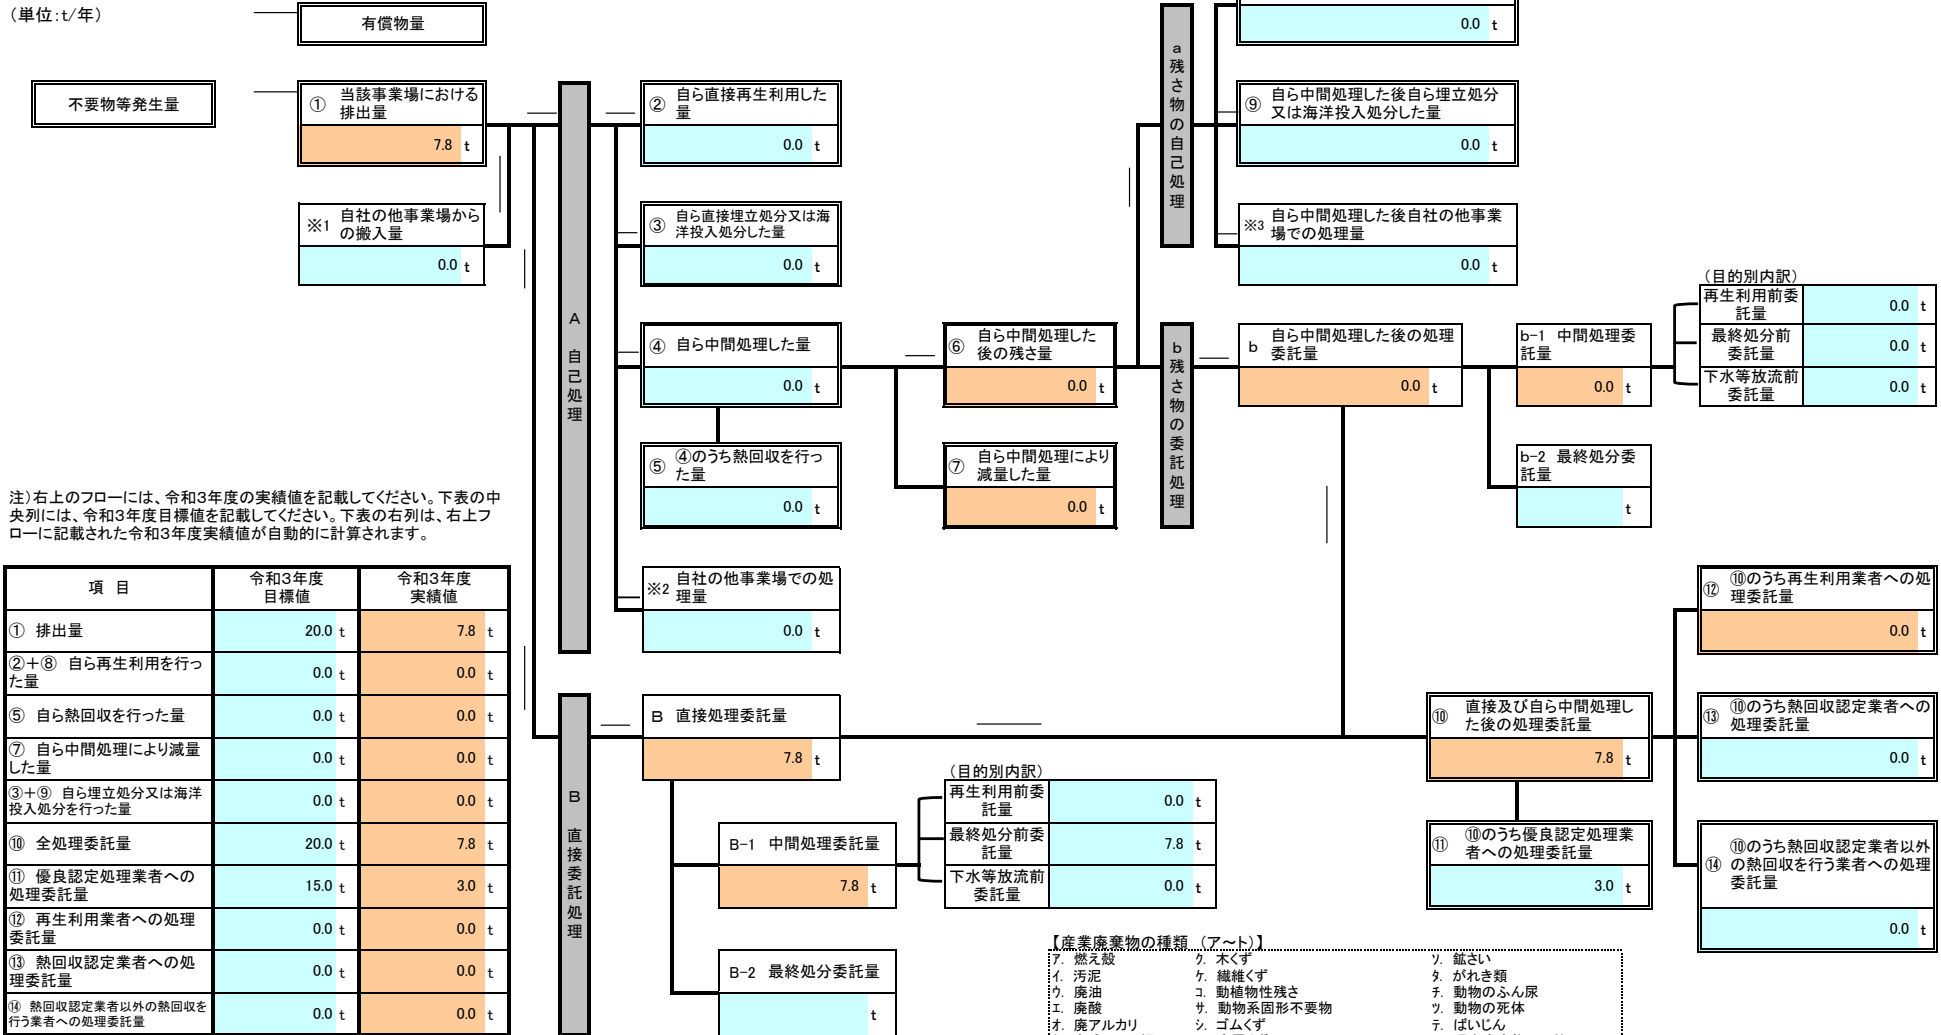 (単位:t/年)
有償物量
0.0 t
不要物等発生量
① 当該事業場における
排出量
7.8 t
※1 自社の他事業場から
の搬入量
0.0 t
A 自己処理
② 自ら直接再生利用した
量
0.0 t
③ 自ら直接埋立処分又は海
洋投入処分した量
0.0 t
④ 自ら中間処理した量
0.0 t
⑤ ④のうち熱回収を行っ
た量
0.0 t
※2 自社の他事業場での処
理量
0.0 t
⑥ 自ら中間処理した
後の残さ量
0.0 t
⑦ 自ら中間処理により
減量した量
0.0 t
a 残さ物の自己処理
⑨ 自ら中間処理した後自ら埋立処分
又は海洋投入処分した量
0.0 t
※3 自ら中間処理した後自社の他事業
場での処理量
0.0 t
b 残さ物の委託処理
b 自ら中間処理した後の処理
委託量
0.0 t
b-1 中間処理委
託量
0.0 t
b-2 最終処分委
託量
t
(目的別内訳)
再生利用前委
託量
0.0 t
最終処分前
委託量
0.0 t
下水等放流前
委託量
0.0 t
注)右上のフローには、令和3年度の実績値を記載してください。下表の中
央列には、令和3年度目標値を記載してください。下表の右列は、右上フ
ローに記載された令和3年度実績値が自動的に計算されます。
項 目 令和3年度
目標値 令和3年度
実績値
① 排出量 20.0 t 7.8 t
②+⑧ 自ら再生利用を行っ
た量 0.0 t 0.0 t
⑤ 自ら熱回収を行った量 0.0 t 0.0 t
⑦ 自ら中間処理により減量
した量 0.0 t 0.0 t
③+⑨ 自ら埋立処分又は海洋
投入処分を行った量 0.0 t 0.0 t
⑩ 全処理委託量 20.0 t 7.8 t
⑪ 優良認定処理業者への
処理委託量 15.0 t 3.0 t
⑫ 再生利用業者への処理
委託量 0.0 t 0.0 t
⑬ 熱回収認定業者への処
理委託量 0.0 t 0.0 t
⑭ 熱回収認定業者以外の熱回収を
行う業者への処理委託量 0.0 t 0.0 t
B 直接委託処理
B 直接処理委託量
7.8 t
B-1 中間処理委託量
7.8 t
B-2 最終処分委託量
t
(目的別内訳)
再生利用前委
託量
0.0 t
最終処分前委
託量
7.8 t
下水等放流前
委託量
0.0 t
⑩ 直接及び自ら中間処理し
た後の処理委託量
7.8 t
⑪ ⑩のうち優良認定処理業
者への処理委託量
3.0 t
⑫ ⑩のうち再生利用業者への処
理委託量
0.0 t
⑬ ⑩のうち熱回収認定業者への
処理委託量
0.0 t
⑭ ⑩のうち熱回収認定業者以外
の熱回収を行う業者への処理
委託量
0.0 t
【産業廃棄物の種類 (ア~ト)】
ア. 燃え殻 ク. 木くず ソ. 鉱さい
イ. 汚泥 ケ. 繊維くず タ. がれき類
ウ. 廃油 コ. 動植物性残さ チ. 動物のふん尿
エ. 廃酸 サ. 動物系固形不要物 ツ. 動物の死体
オ. 廃アルカリ シ. ゴムくず テ. ばいじん